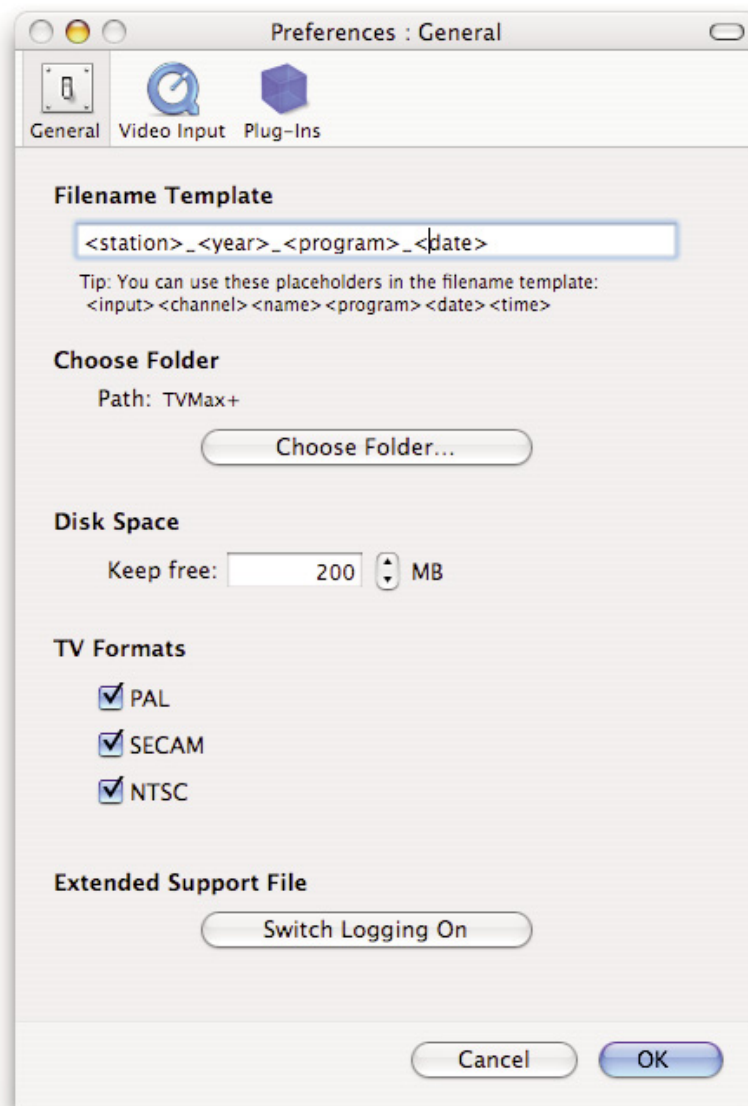 Preferences : General
General Video Input Plug-Ins
Filename Template
<station>_<year>_<program>_<date>
Tip: You can use these placeholders in the filename template:
<input><channel><name><program><date><time>
Choose Folder
Path: TVMax+
Choose Folder...
Disk Space
Keep free: 200 MB
TV Formats
PAL
SECAM
NTSC
Extended Support File
Switch Logging On
Cancel OK